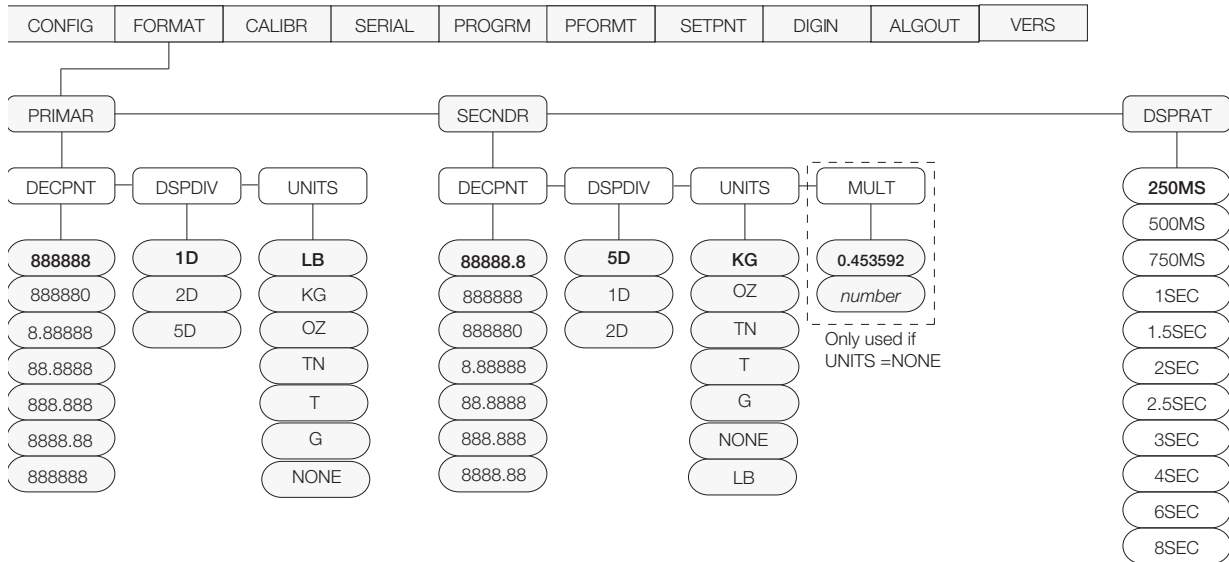 CONFIG FORMAT CALIBR SERIAL PROGRM PFORMT SETPNT DIGIN ALGOUT VERS
PRIMAR SECNDR DSPRAT
DECPNT DSPDIV UNITS DECPNT DSPDIV UNITS MULT 250MS
500MS
888888 1D LB 88888.8 5D KG 0.453592 750MS
888880 2D KG 888888 1D OZ number 1SEC
8.88888 5D OZ 888880 2D TN 1.5SEC
Only used if
UNITS =NONE
88.8888 TN 8.88888 T 2SEC
888.888 T 88.8888 G 2.5SEC
8888.88 G 888.888 NONE 3SEC
888888 NONE 8888.88 LB 4SEC
6SEC
8SEC